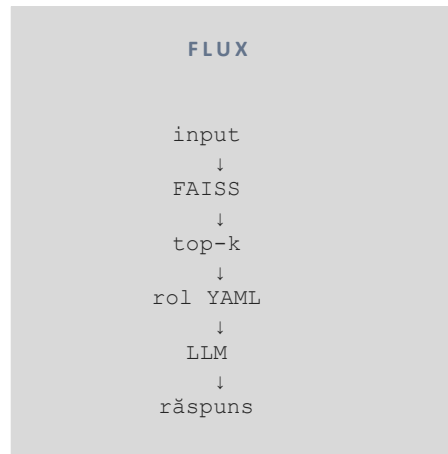 FLUX
input
↓
FAISS
↓
top-k
↓
rol YAML
↓
LLM
↓
răspuns